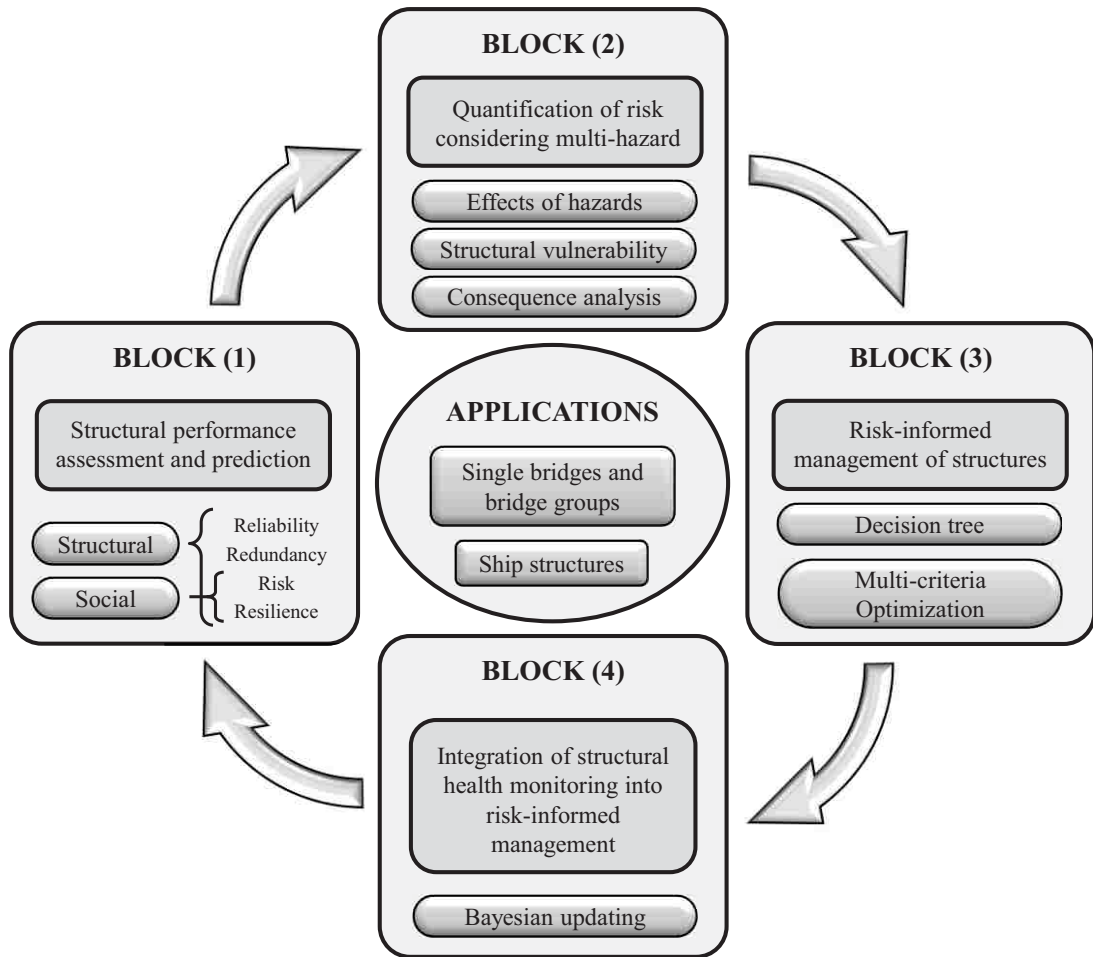 BLOCK (2)
Quantification of risk
considering multi-hazard
Effects of hazards
Structural vulnerability
Consequence analysis
BLOCK (1)
Structural performance
assessment and prediction
Structural
Social
Reliability
Redundancy
Risk
Resilience
APPLICATIONS
Single bridges and
bridge groups
Ship structures
BLOCK (3)
Risk-informed
management of structures
Decision tree
Multi-criteria
Optimization
BLOCK (4)
Integration of structural
health monitoring into
risk-informed
management
Bayesian updating